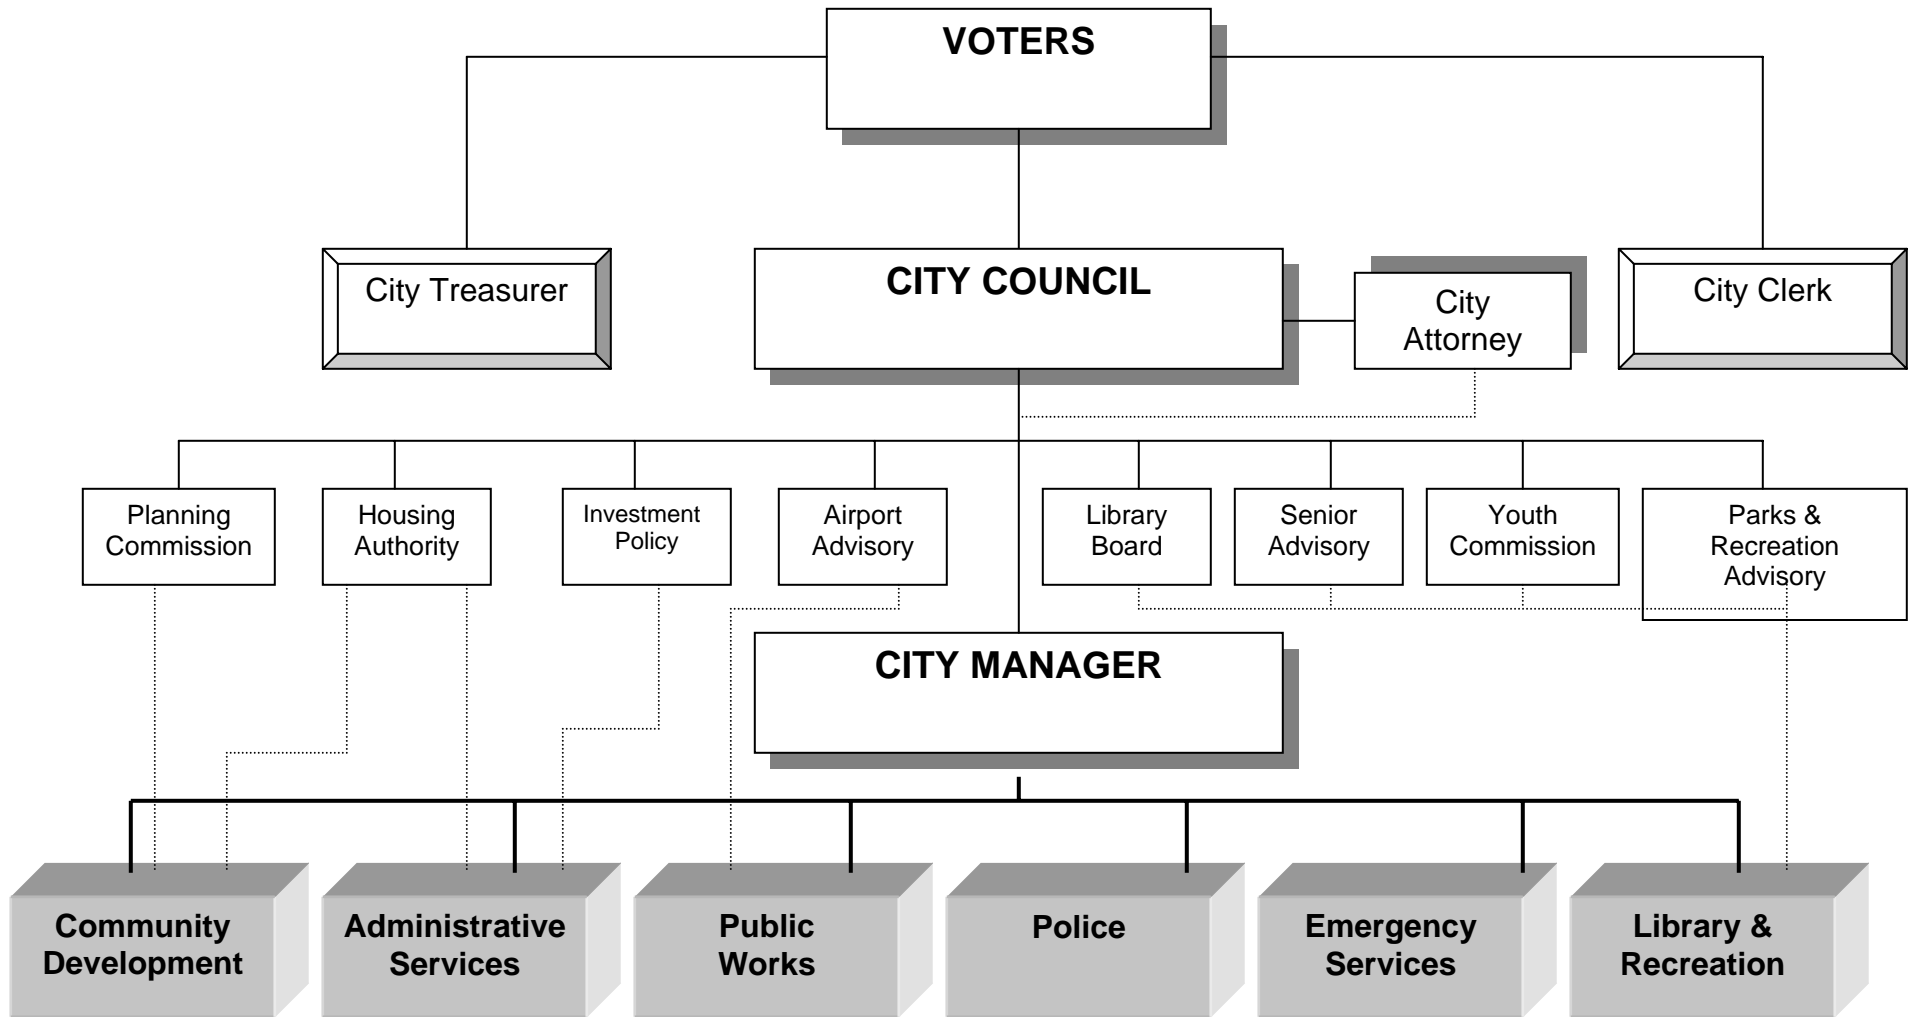 VOTERS
City Treasurer
CITY COUNCIL
City
Attorney
City Clerk
Planning
Commission
Housing
Authority
Investment
Policy
Airport
Advisory
Library
Board
Senior
Advisory
Youth
Commission
Parks &
Recreation
Advisory
CITY MANAGER
Community
Development
Administrative
Services
Public
Works
Police
Emergency
Services
Library &
Recreation